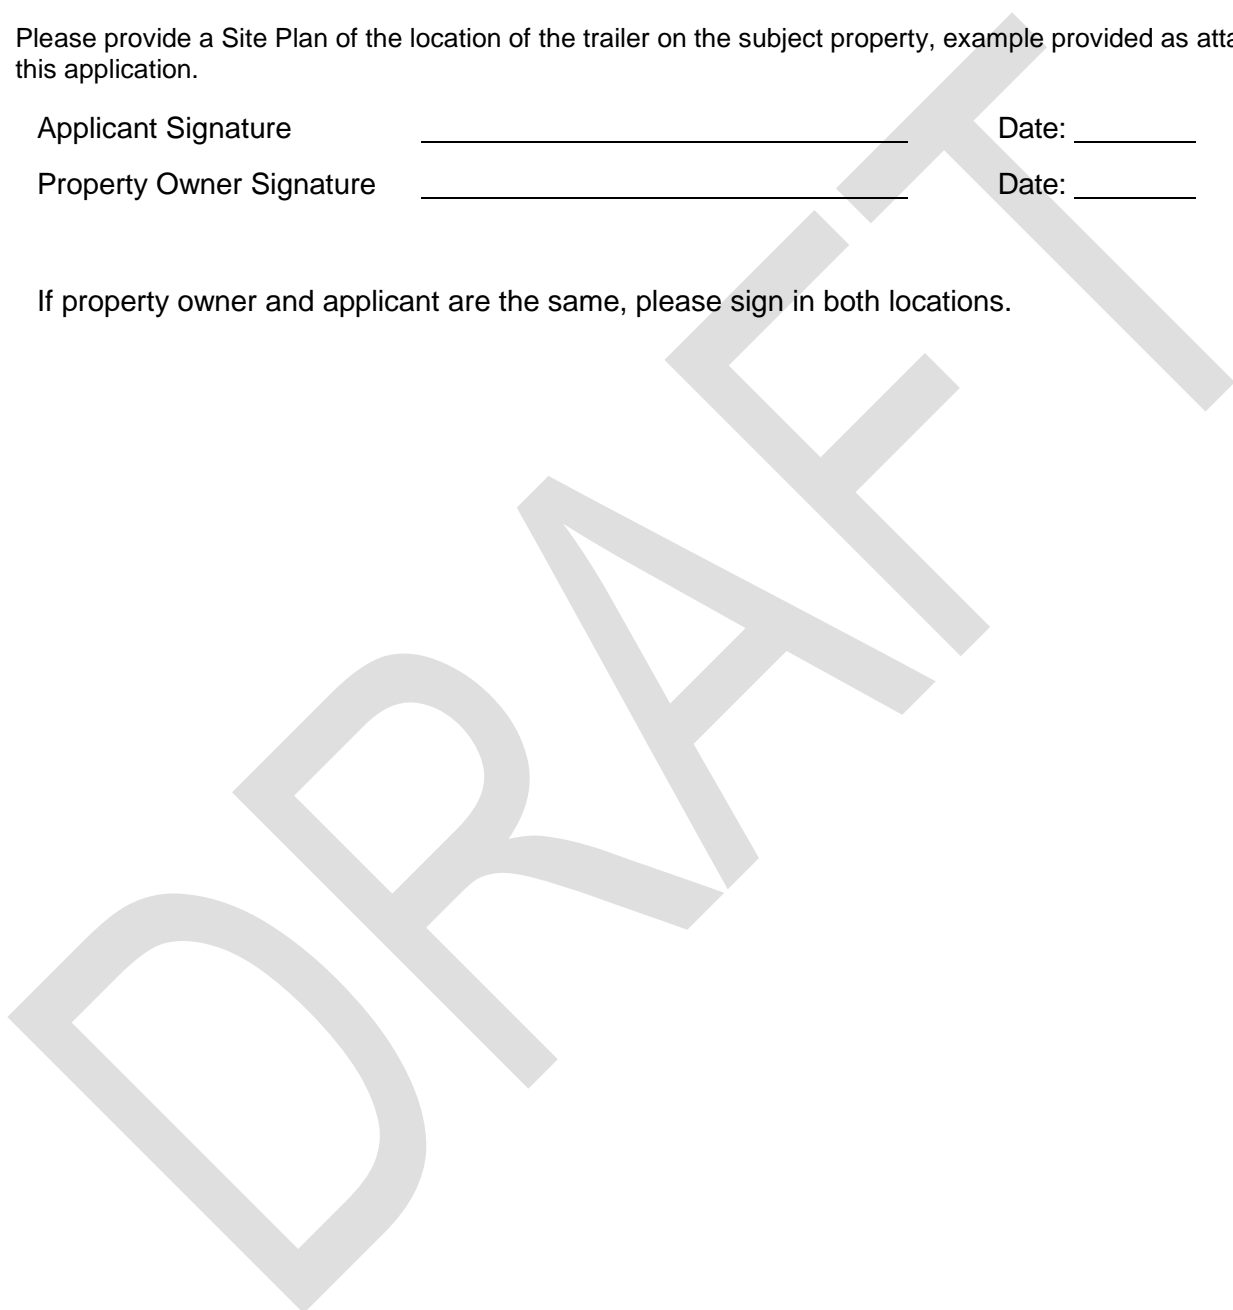 Please provide a Site Plan of the location of the trailer on the subject property, example provided as
this application.
Applicant Signature Date:
Property Owner Signature Date:
If property owner and applicant are the same, please sign in both locations.
DRAFT